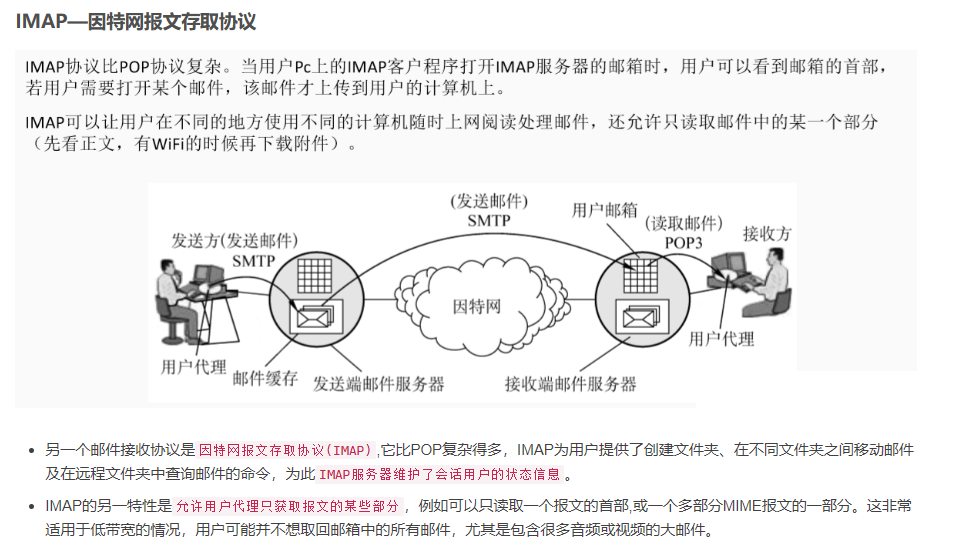 IMAP—因特网报文存取协议
IMAP协议比POP协议复杂。当用户Pc上的IMAP客户程序打开IMAP服务器的邮箱时，用户可以看到邮箱的首部，
若用户需要打开某个邮件，该邮件才上传到用户的计算机上。
IMAP可以让用户在不同的地方使用不同的计算机随时上网阅读处理邮件，还允许只读取邮件中的某一个部分
（先看正文，有WiFi的时候再下载附件）。
(发送邮件)
SMTP
用户邮箱
(读取邮件)
POP3
接收方
发送方(发送邮件)
SMTP
因特网
用户代理
用户代理
邮件缓存
发送端邮件服务器
接收端邮件服务器
另一个邮件接收协议是 因特网报文存取协议(IMAP) ,它比POP复杂得多，IMAP为用户提供了创建文件夹、在不同文件夹之间移动邮件
及在远程文件夹中查询邮件的命令，为此 IMAP服务器维护了会话用户的状态信息 。
IMAP的另一特性是 允许用户代理只获取报文的某些部分 ，例如可以只读取一个报文的首部,或一个多部分MIME报文的一部分。这非常
适用于低带宽的情况，用户可能并不想取回邮箱中的所有邮件，尤其是包含很多音频或视频的大邮件。